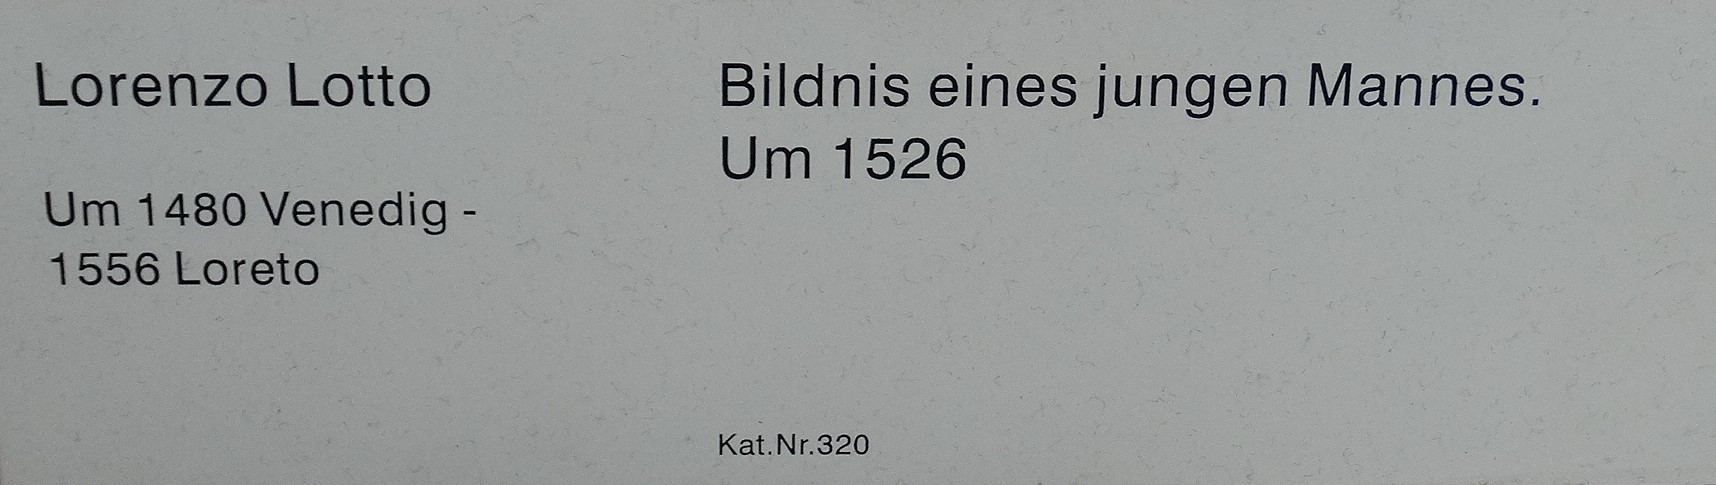 Lorenzo Lotto
Um 1480 Venedig -
1556 Loreto
Bildnis eines jungen Mannes.
Um 1526
Kat.Nr.320